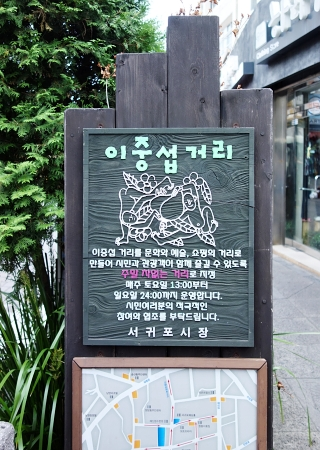 이중섭거리
이중섭 거리를 문화와 예술, 쇼핑의 거리로
만들어 시민과 관광객이 함께 즐길 수 있도록
주말 차없는 거리로 지정
매주 토요일 13:00부터
일요일 24:00까지 운영합니다.
시민여러분의 적극적인
참여와 협조를 부탁드립니다.
서귀포시장